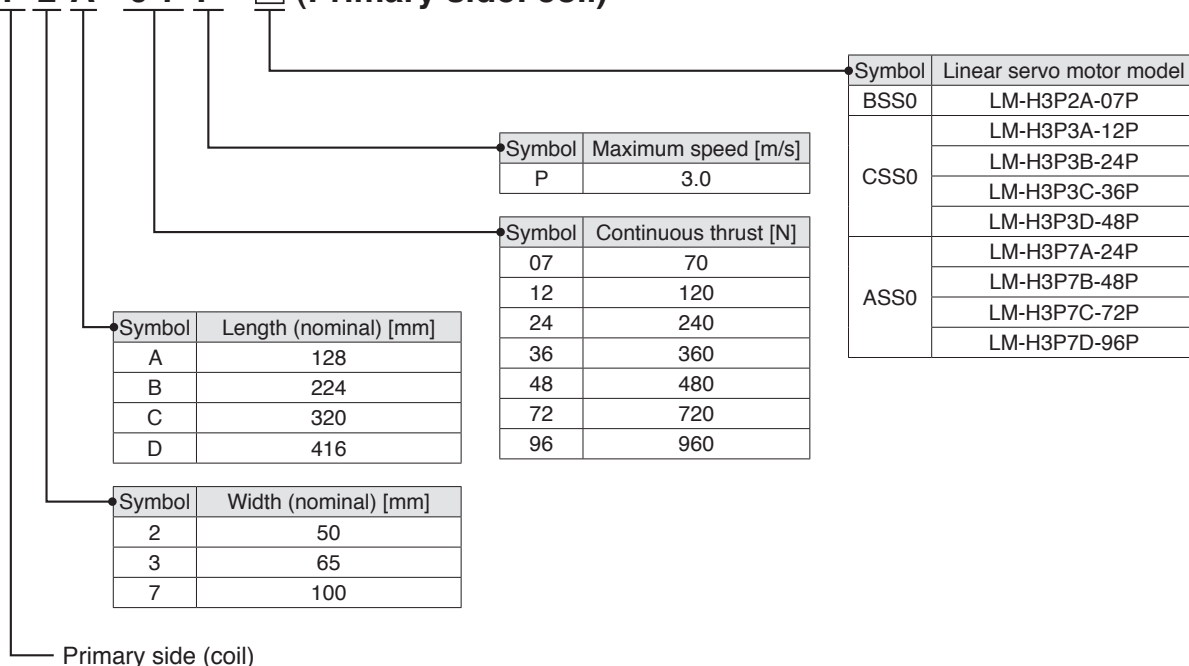 (Primary side: coil)
Symbol Linear servo motor model
BSS0 LM-H3P2A-07P
CSS0 LM-H3P3A-12P
LM-H3P3B-24P
LM-H3P3C-36P
LM-H3P3D-48P
ASS0 LM-H3P7A-24P
LM-H3P7B-48P
LM-H3P7C-72P
LM-H3P7D-96P
Symbol Maximum speed [m/s]
P 3.0
Symbol Continuous thrust [N]
07 70
12 120
24 240
36 360
48 480
72 720
96 960
Symbol Length (nominal) [mm]
A 128
B 224
C 320
D 416
Symbol Width (nominal) [mm]
2 50
3 65
7 100
Primary side (coil)